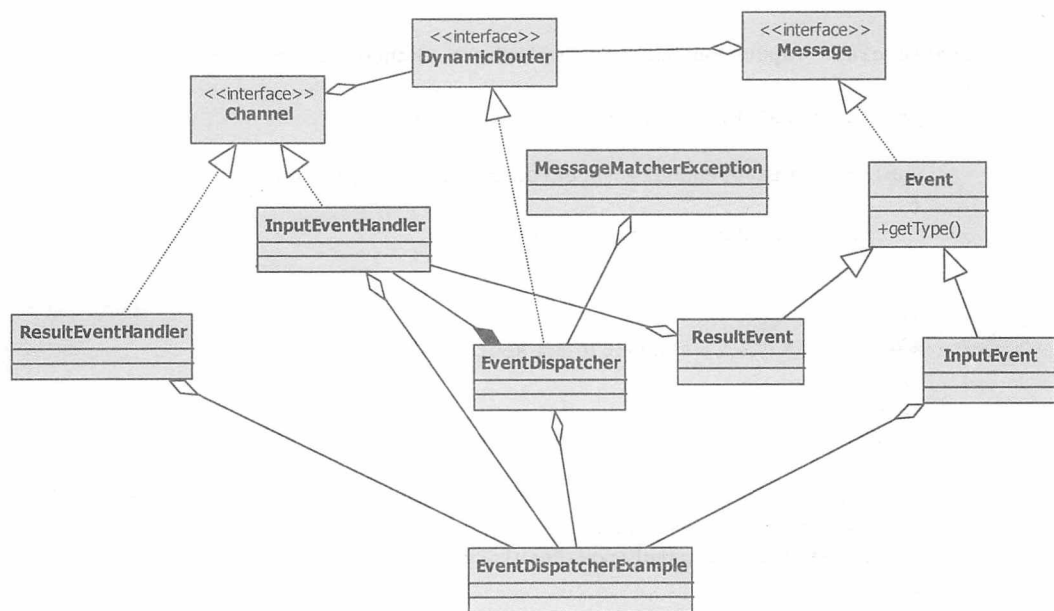 <<interface>>
DynamicRouter
<<interface>>
Message
<<interface>>
Channel
MessageMatcherException
Event
+getType()
InputEventHandler
ResultEventHandler
EventDispatcher
ResultEvent
InputEvent
EventDispatcherExample